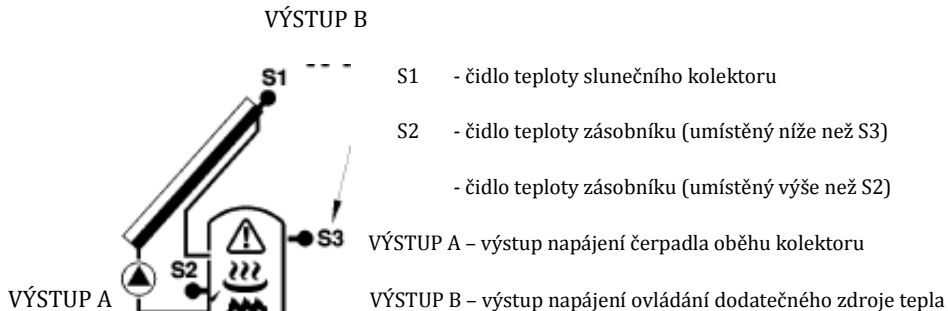 VÝSTUP B
S1
S1 - čidlo teploty slunečního kolektoru
S2 - čidlo teploty zásobníku (umístěný níže než S3)
- čidlo teploty zásobníku (umístěný výše než S2)
S3
VÝSTUP A – výstup napájení čerpadla oběhu kolektoru
S2
VÝSTUP A
VÝSTUP B – výstup napájení ovládání dodatečného zdroje tepla